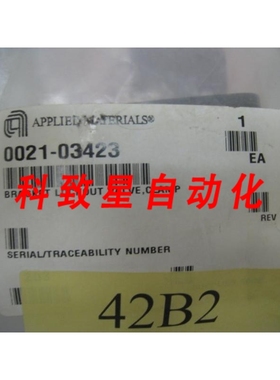 APPLIED MATERIALS®
1
0021-03423
EA
科致星自动化
REV
SERIAL/TRACEABILITY NUMBER
42B2